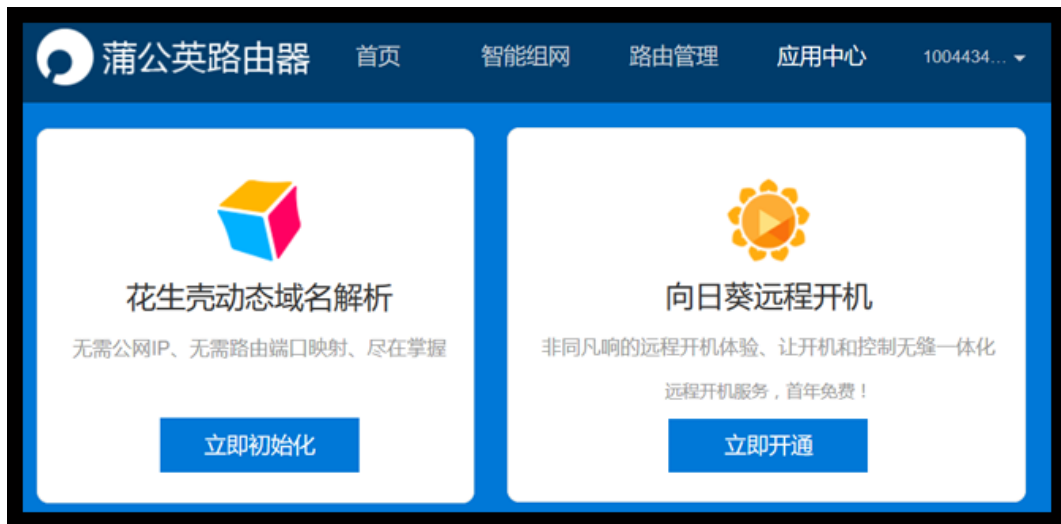 蒲公英路由器 首页 智能组网 路由管理 应用中心 1004434...
花生壳动态域名解析
无需公网IP、无需路由端口映射、尽在掌握
立即初始化
向日葵远程开机
非同凡响的远程开机体验、让开机和控制无缝一体化
远程开机服务，首年免费！
立即开通